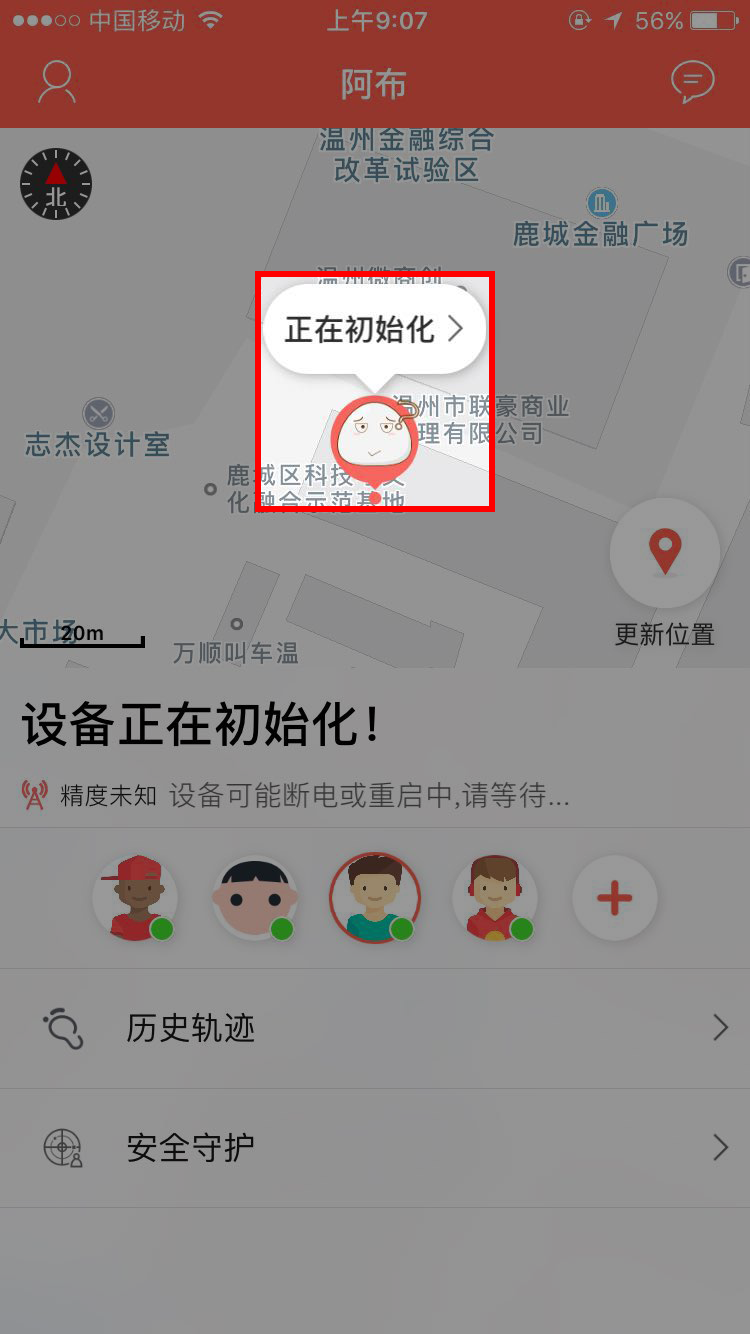 中国移动
上午9:07
56%
阿布
北
温州金融综合
改革试验区
鹿城金融广场
温州微商创
正在初始化
温州市联豪商业
理有限公司
志杰设计室
鹿城区科技
化融合示范基地
大市场
20m
万顺叫车温
更新位置
设备正在初始化！
精度未知 设备可能断电或重启中,请等待...
历史轨迹
安全守护